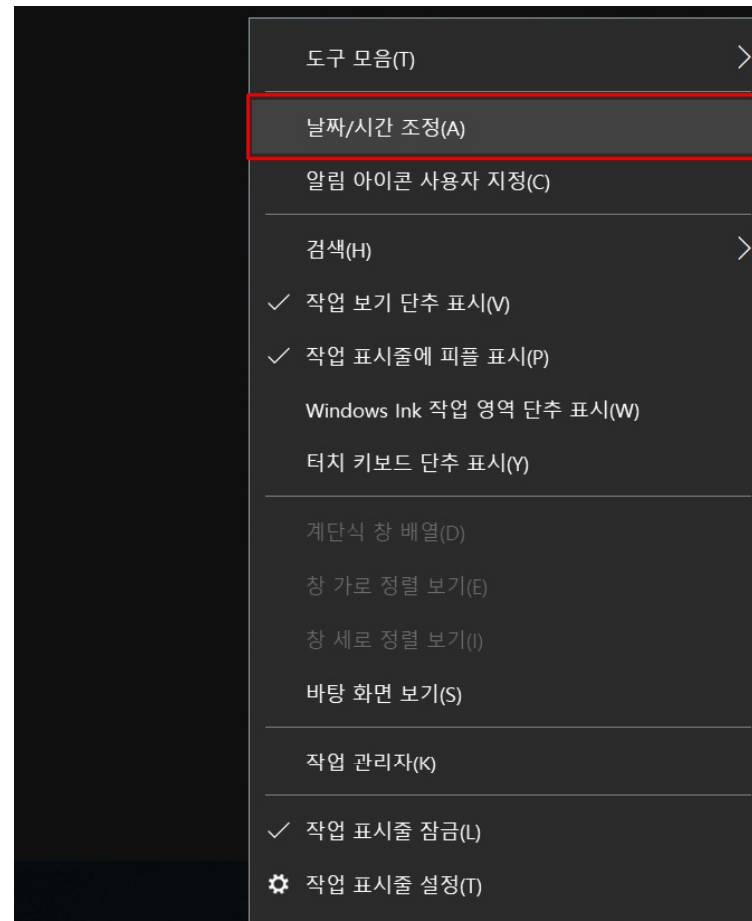 도구 모음(T)
날짜/시간 조정(A)
알림 아이콘 사용자 지정(C)
검색(H)
작업 보기 단추 표시(V)
작업 표시줄에 피플 표시(P)
Windows Ink 작업 영역 단추 표시(W)
터치 키보드 단추 표시(Y)
계단식 창 배열(D)
창 가로 정렬 보기(E)
창 세로 정렬 보기(I)
바탕 화면 보기(S)
작업 관리자(K)
작업 표시줄 잠금(L)
작업 표시줄 설정(T)